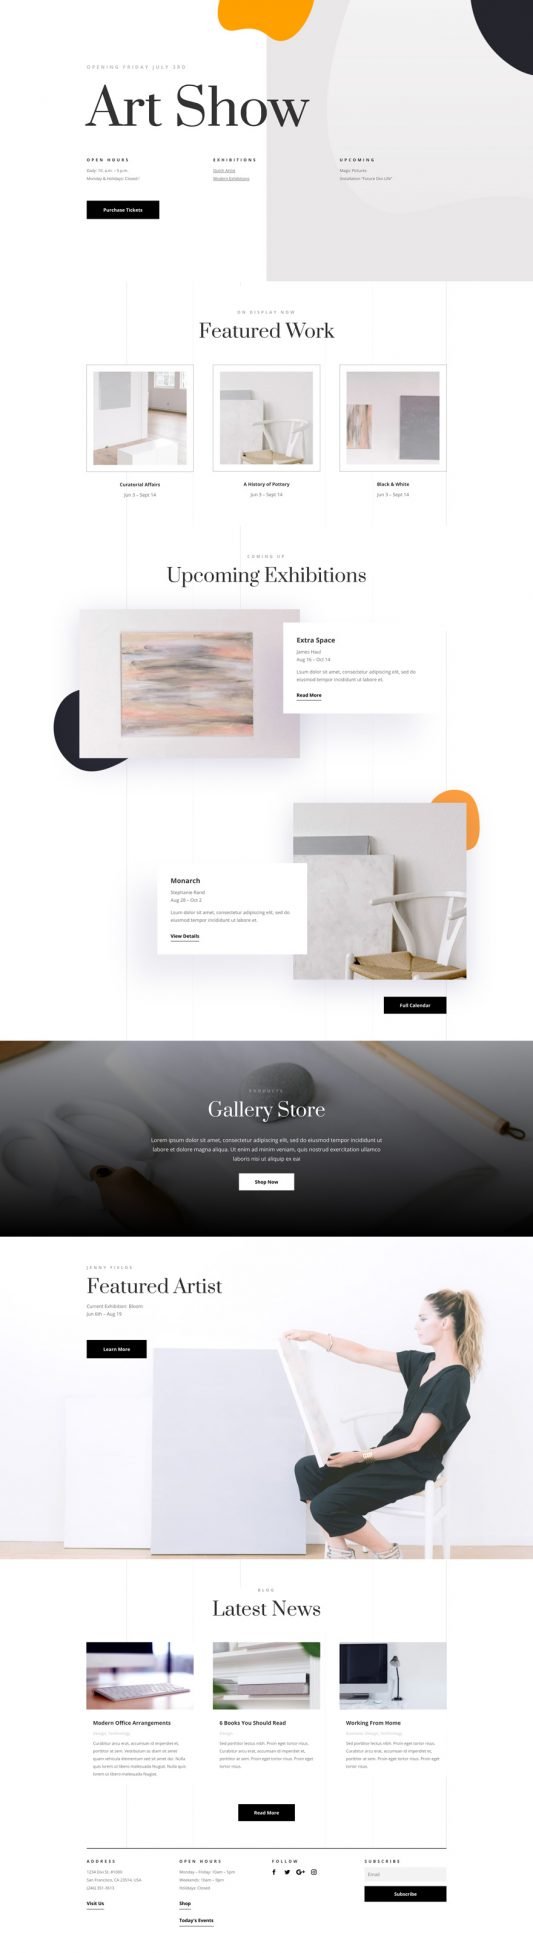 OPENING FRIDAY JULY 3RD
Art Show
OPEN HOURS
Daily: 10. a.m. – 6 p.m.
Monday & Holidays: Closed
EXHIBITIONS
Dutch Artist
Modern Exhibitions
UPCOMING
Magic Pictures
Installation "Future Divi Life"
Purchase Tickets
ON DISPLAY NOW
Featured Work
Curatorial Affairs
Jun 3 – Sept 14
A History of Pottery
Jun 3 – Sept 14
Black & White
Jun 3 – Sept 14
COMING UP
Upcoming Exhibitions
Extra Space
James Haul
Aug 16 – Oct 14
Lsum dolor sit amet, consectetur adipiscing elit, sed do
eiusmod tempor incididunt ut labore et.
Read More
Monarch
Stephanie Rand
Aug 28 – Oct 2
Lsum dolor sit amet, consectetur adipiscing elit, sed do
eiusmod tempor incididunt ut labore et.
View Details
Full Calendar
PRODUCTS
Gallery Store
Lorem ipsum dolor sit amet, consectetur adipiscing elit, sed do eiusmod tempor incididunt ut
labore et dolore magna aliqua. Ut enim ad minim veniam, quis nostrud exercitation ullamco
laboris nisi ut aliquip ex eai
Shop Now
JENNY
Featured Artist
Current Exhibition: Bloom
Jun 6th – Aug 19
Learn More
BLOG
Latest News
Modern Office Arrangements
Design, Technology
Curabitur arcu erat, accumsan id imperdiet et,
porttitor at sem. Vestibulum ac diam sit amet
quam vehicula elementum sed sit amet dui. Nulla
quis lorem ut libero malesuada feugiat. Nulla quis
lorem ut libero malesuada feugiat.
6 Books You Should Read
Design
Sed porttitor lectus nibh. Proin eget tortor risus.
Curabitur arcu erat, accumsan id imperdiet et,
porttitor at sem. Proin eget tortor risus. Proin eget
tortor risus.
Working From Home
Business, Design, Technology
Sed porttitor lectus nibh. Proin eget tortor risus.
Curabitur arcu erat, accumsan id imperdiet et,
porttitor at sem. Proin eget tortor risus. Proin eget
tortor risus.
Read More
ADDRESS
1234 Divi St. #1000
San Francisco, CA 23514, USA
(246) 351-3613
Visit Us
OPEN HOURS
Monday – Friday: 10am – 5pm
Weekends: 10am – 9pm
Holidays: Closed
Shop
Today's Events
FOLLOW
SUBSCRIBE
Email
Subscribe